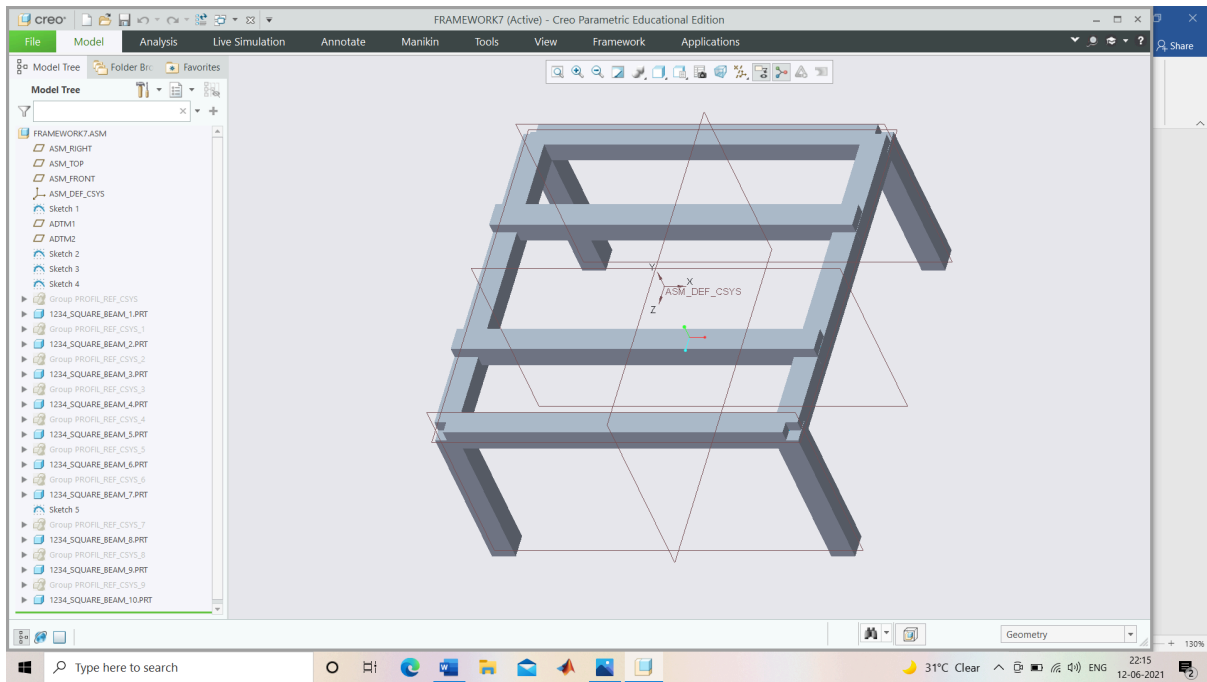 creo
FRAMEWORK7 (Active) - Creo Parametric Educational Edition
File Model Analysis Live Simulation Annotate Manikin Tools View Framework Applications
Share
Model Tree Folder Brc Favorites
Model Tree
FRAMEWORK7.ASM
ASM_RIGHT
ASM_TOP
ASM_FRONT
ASM_DEF_CSYS
Sketch 1
ADTM1
ADTM2
Sketch 2
Sketch 3
Sketch 4
Group PROFIL_REF_CSYS
1234_SQUARE_BEAM_1.PRT
Group PROFIL_REF_CSYS_1
1234_SQUARE_BEAM_2.PRT
Group PROFIL_REF_CSYS_2
1234_SQUARE_BEAM_3.PRT
Group PROFIL_REF_CSYS_3
1234_SQUARE_BEAM_4.PRT
Group PROFIL_REF_CSYS_4
1234_SQUARE_BEAM_5.PRT
Group PROFIL_REF_CSYS_5
1234_SQUARE_BEAM_6.PRT
Group PROFIL_REF_CSYS_6
1234_SQUARE_BEAM_7.PRT
Sketch 5
Group PROFIL_REF_CSYS_7
1234_SQUARE_BEAM_8.PRT
Group PROFIL_REF_CSYS_8
1234_SQUARE_BEAM_9.PRT
Group PROFIL_REF_CSYS_9
1234_SQUARE_BEAM_10.PRT
Y
X
ASM_DEF_CSYS
Z
Geometry
130%
Type here to search
31°C Clear
ENG
22:15
12-06-2021
2